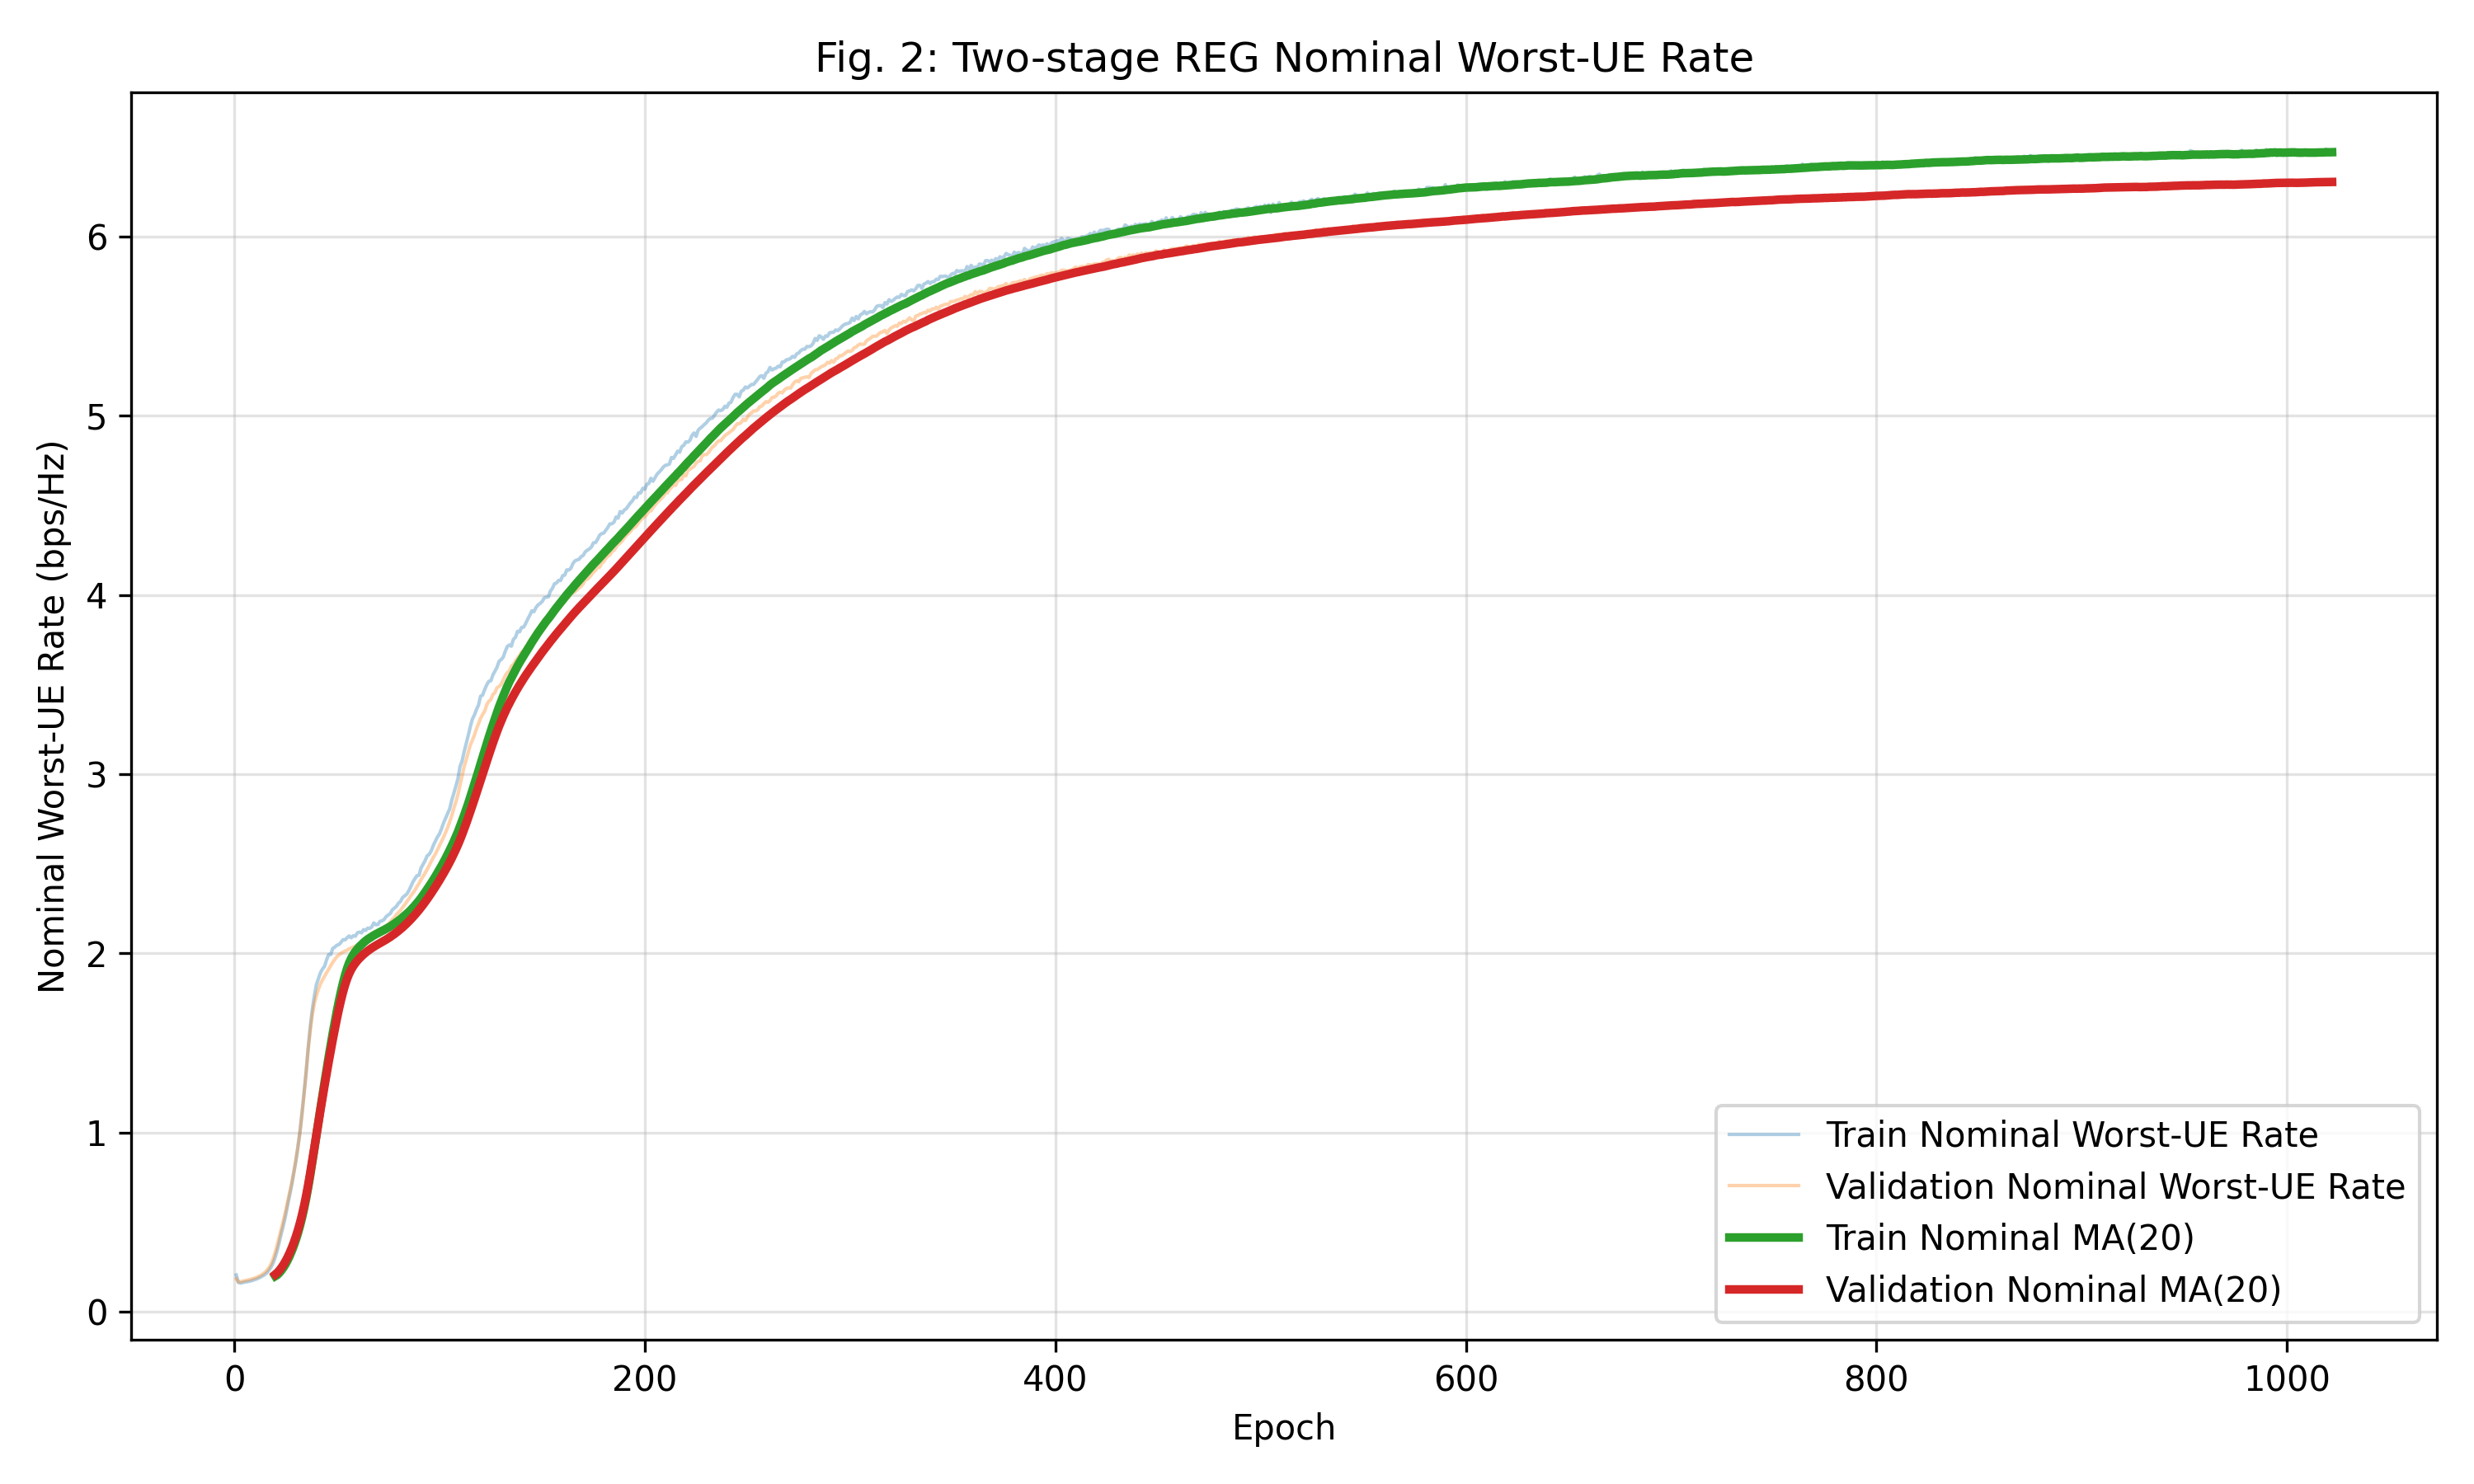 Fig. 2: Two-stage REG Nominal Worst-UE Rate
Nominal Worst-UE Rate (bps/Hz)
6
5
4
3
2
1
0
0 200 400 600 800 1000
Epoch
Train Nominal Worst-UE Rate
Validation Nominal Worst-UE Rate
Train Nominal MA(20)
Validation Nominal MA(20)